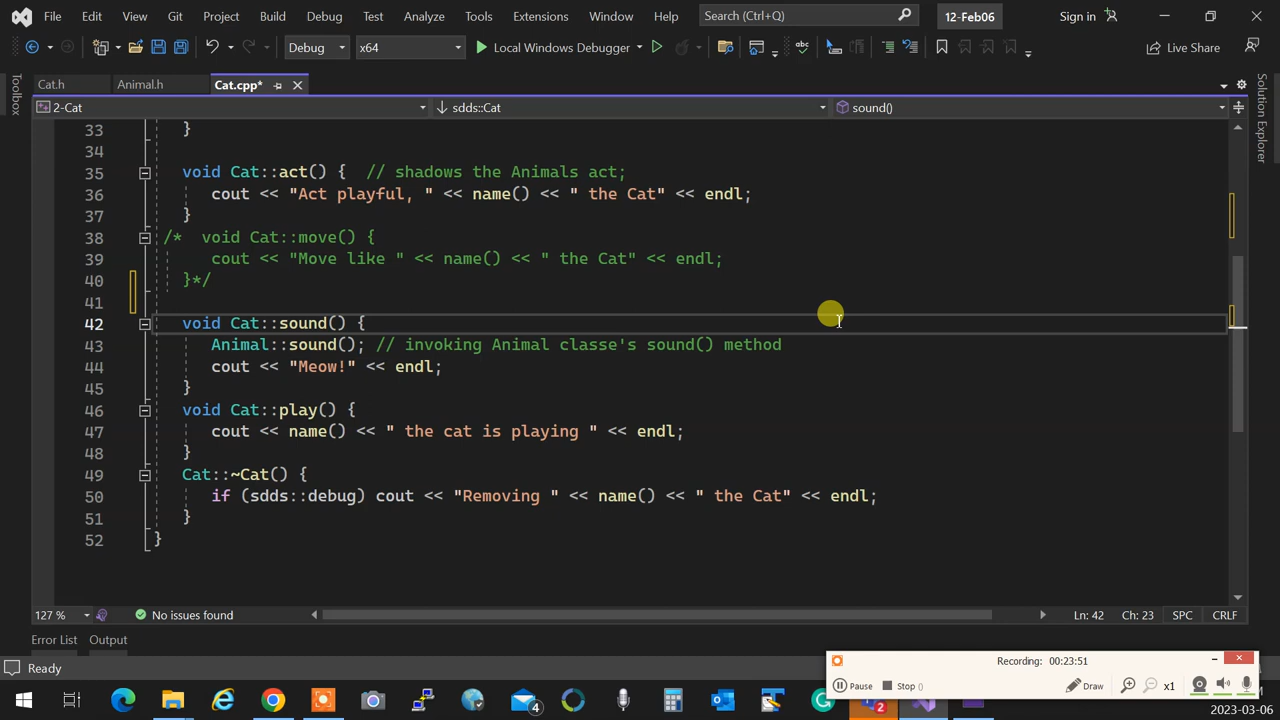 File Edit View Git Project Build Debug Test Analyze Tools Extensions Window Help Search (Ctrl+Q) 12-Feb06 Sign in
Debug x64 Local Windows Debugger Live Share
Toolbox Cat.h Animal.h Cat.cpp* Solution Explorer
2-Cat sdds::Cat sound()
33 }
34
35 void Cat::act() { // shadows the Animals act;
36 cout << "Act playful, " << name() << " the Cat" << endl;
37 }
38 /* void Cat::move() {
39 cout << "Move like " << name() << " the Cat" << endl;
40 }*/
41
42 void Cat::sound() {
43 Animal::sound(); // invoking Animal classe's sound() method
44 cout << "Meow!" << endl;
45 }
46 void Cat::play() {
47 cout << name() << " the cat is playing " << endl;
48 }
49 Cat::~Cat() {
50 if (sdds::debug) cout << "Removing " << name() << " the Cat" << endl;
51 }
52 }
127 % No issues found Ln: 42 Ch: 23 SPC CRLF
Error List Output
Ready
Recording: 00:23:51
Pause Stop () Draw x1
4 2
2023-03-06